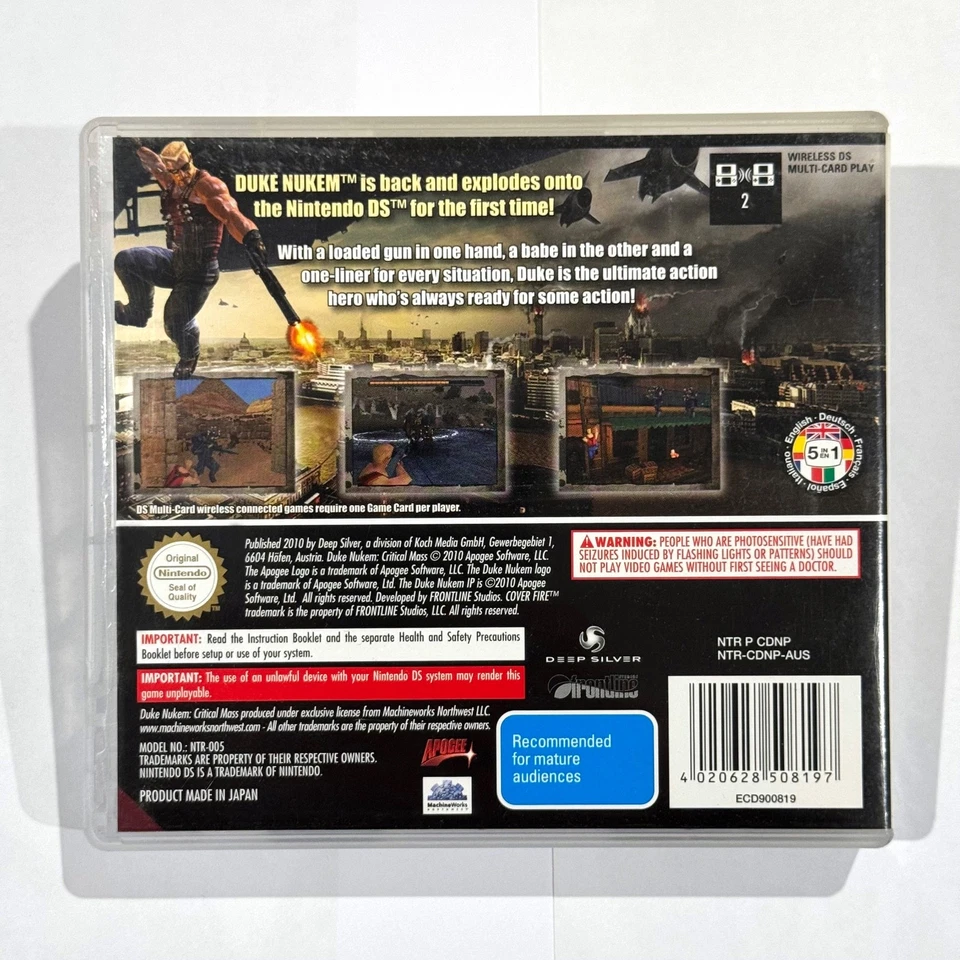 DUKE NUKEM™ is back and explodes onto
the Nintendo DS™ for the first time!
WIRELESS DS
MULTI-CARD PLAY
2
With a loaded gun in one hand, a babe in the other and a
one-liner for every situation, Duke is the ultimate action
hero who's always ready for some action!
English · Deutsch · Français · Español · Italiano ·
5 IN EN 1
DS Multi-Card wireless connected games require one Game Card per player.
Original
Nintendo
Seal of
Quality
Published 2010 by Deep Silver, a division of Koch Media GmbH, Gewerbegebiet 1,
6604 Höfen, Austria. Duke Nukem: Critical Mass © 2010 Apogee Software, LLC.
The Apogee Logo is a trademark of Apogee Software, Ltd. The Duke Nukem logo
is a trademark of Apogee Software, Ltd. The Duke Nukem IP is ©2010 Apogee
Software, Ltd. All rights reserved. Developed by FRONTLINE Studios. COVER FIRE™
trademark is the property of FRONTLINE Studios, LLC. All rights reserved.
WARNING: PEOPLE WHO ARE PHOTOSENSITIVE (HAVE HAD
SEIZURES INDUCED BY FLASHING LIGHTS OR PATTERNS) SHOULD
NOT PLAY VIDEO GAMES WITHOUT FIRST SEEING A DOCTOR.
IMPORTANT: Read the Instruction Booklet and the separate Health and Safety Precautions
Booklet before setup or use of your system.
IMPORTANT: The use of an unlawful device with your Nintendo DS system may render this
game unplayable.
DEEP SILVER
frontline
NTR P CDNP
NTR-CDNP-AUS
Duke Nukem: Critical Mass produced under exclusive license from Machineworks Northwest LLC.
www.machineworksnorthwest.com - All other trademarks are the property of their respective owners.
MODEL NO.: NTR-005
TRADEMARKS ARE PROPERTY OF THEIR RESPECTIVE OWNERS.
NINTENDO DS IS A TRADEMARK OF NINTENDO.
PRODUCT MADE IN JAPAN
APOGEE
MachineWorks
NORTHWEST
Recommended
for mature
audiences
4 020628 508197
ECD900819